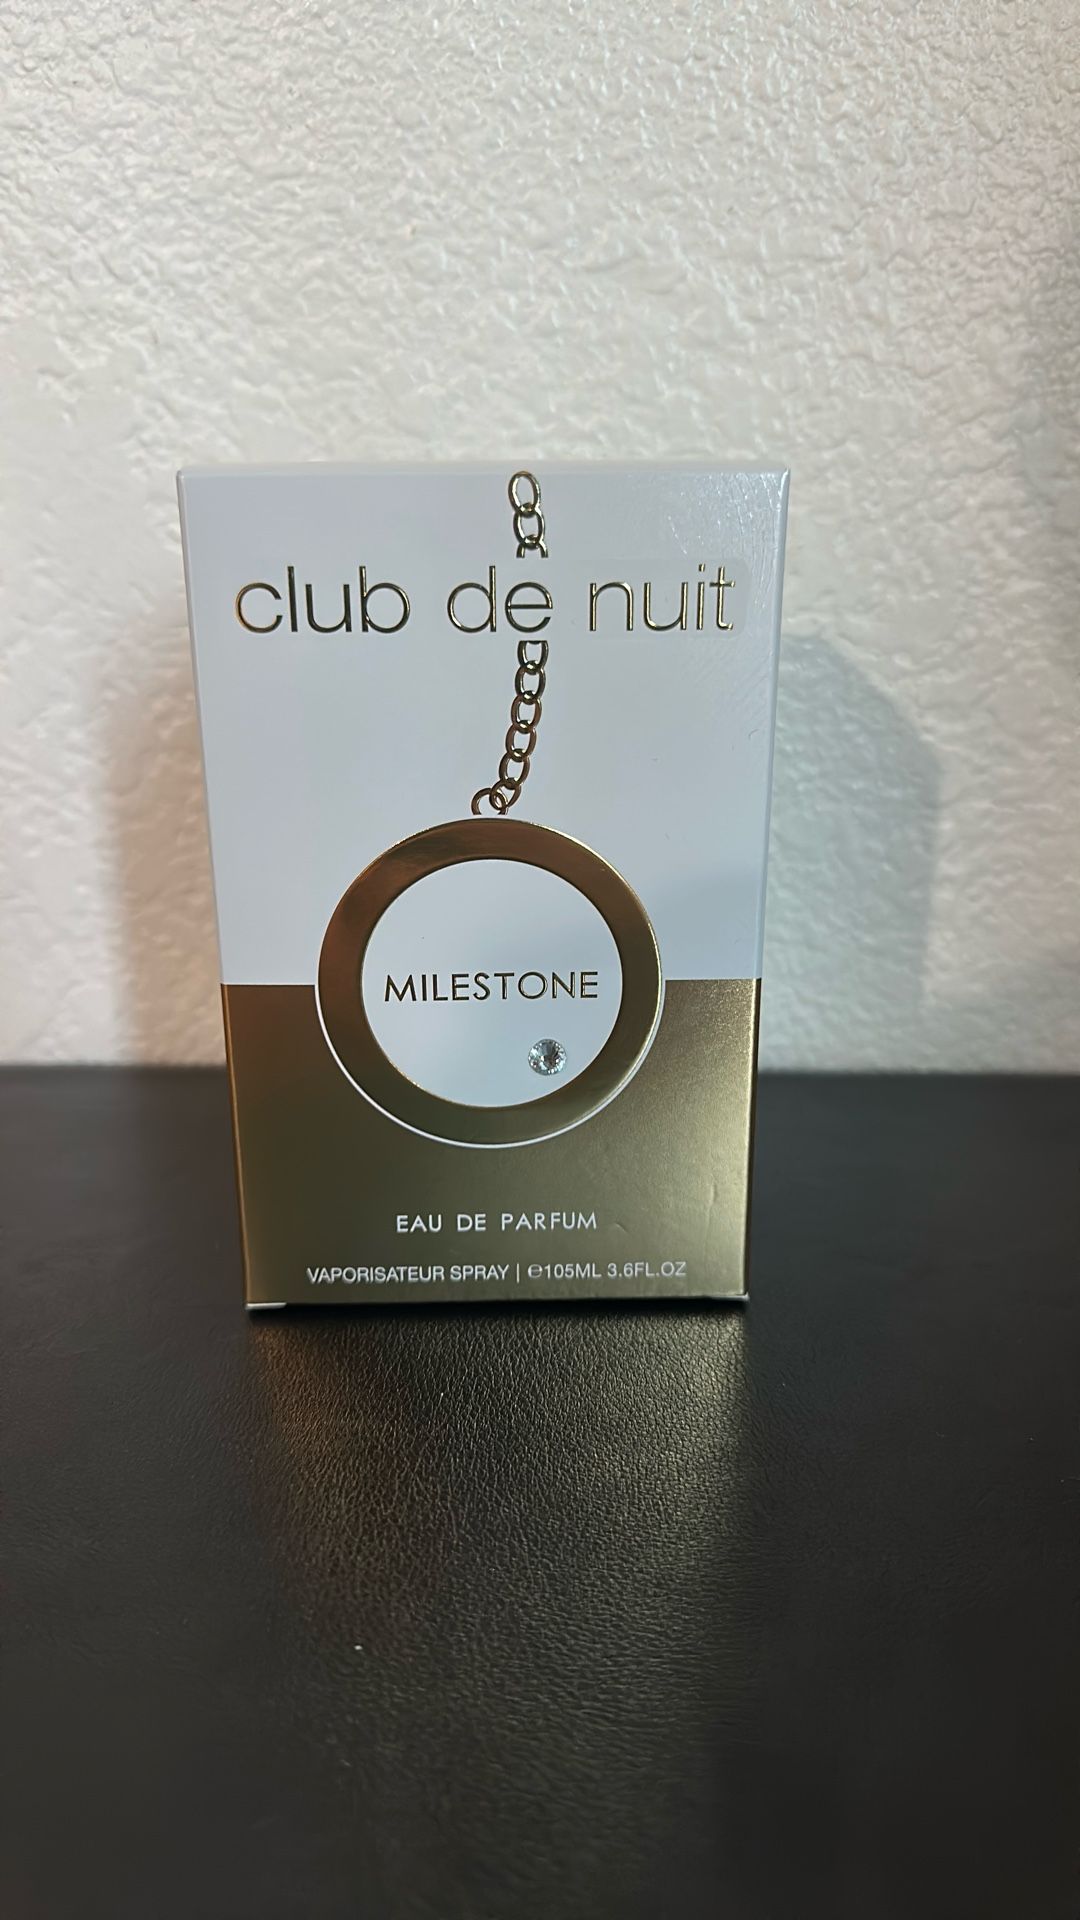 club de nuit
MILESTONE
EAU DE PARFUM
VAPORISATEUR SPRAY | ℮105ML 3.6FL.OZ